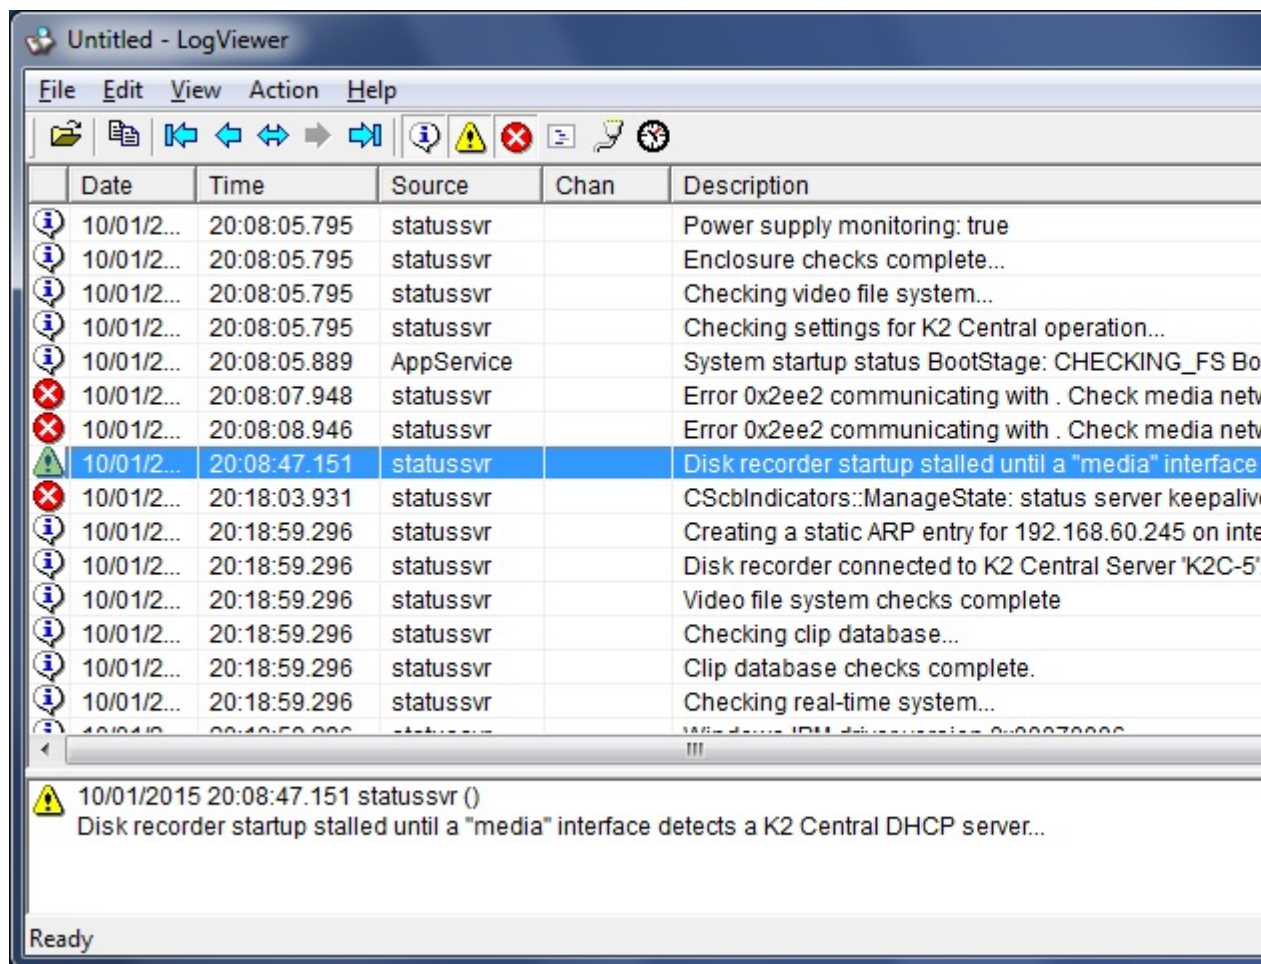 Untitled - LogViewer
File Edit View Action Help
Date Time Source Chan Description
10/01/2... 20:08:05.795 statussvr Power supply monitoring: true
10/01/2... 20:08:05.795 statussvr Enclosure checks complete...
10/01/2... 20:08:05.795 statussvr Checking video file system...
10/01/2... 20:08:05.795 statussvr Checking settings for K2 Central operation...
10/01/2... 20:08:05.889 AppService System startup status BootStage: CHECKING_FS Bo
10/01/2... 20:08:07.948 statussvr Error 0x2ee2 communicating with . Check media netw
10/01/2... 20:08:08.946 statussvr Error 0x2ee2 communicating with . Check media netw
10/01/2... 20:08:47.151 statussvr Disk recorder startup stalled until a "media" interface
10/01/2... 20:18:03.931 statussvr CScbIndicators::ManageState: status server keepalive
10/01/2... 20:18:59.296 statussvr Creating a static ARP entry for 192.168.60.245 on inte
10/01/2... 20:18:59.296 statussvr Disk recorder connected to K2 Central Server 'K2C-5'
10/01/2... 20:18:59.296 statussvr Video file system checks complete
10/01/2... 20:18:59.296 statussvr Checking clip database...
10/01/2... 20:18:59.296 statussvr Clip database checks complete.
10/01/2... 20:18:59.296 statussvr Checking real-time system...
10/01/2015 20:08:47.151 statussvr ()
Disk recorder startup stalled until a "media" interface detects a K2 Central DHCP server...
Ready